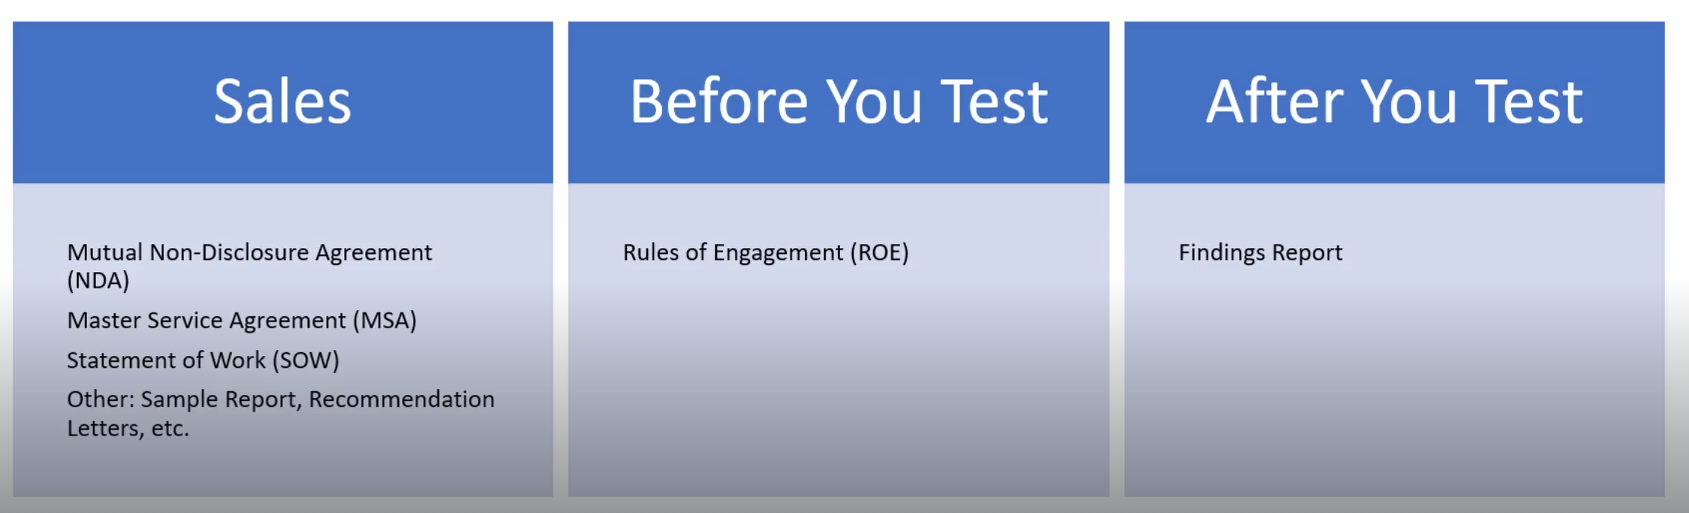 Sales
Mutual Non-Disclosure Agreement
(NDA)
Master Service Agreement (MSA)
Statement of Work (SOW)
Other: Sample Report, Recommendation
Letters, etc.
Before You Test
Rules of Engagement (ROE)
After You Test
Findings Report